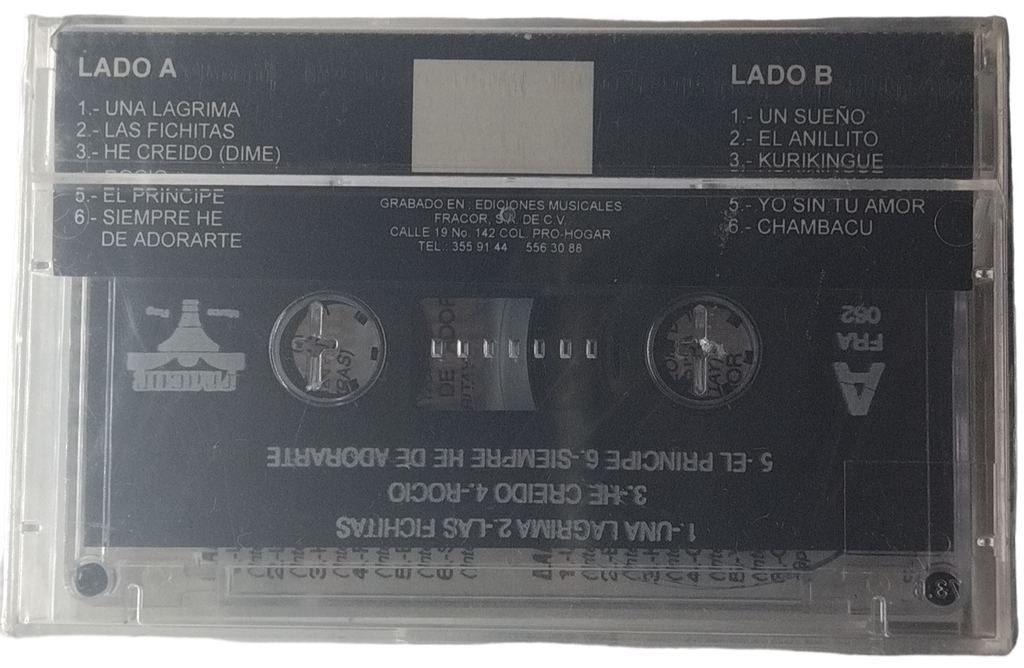 LADO A
1.- UNA LAGRIMA
2.- LAS FICHITAS
3.- HE CREIDO (DIME)
5.- EL PRINCIPE
6.- SIEMPRE HE
DE ADORARTE
LADO B
1.- UN SUEÑO
2.- EL ANILLITO
3.- KURIKINGUE
5.- YO SIN TU AMOR
6.- CHAMBACU
GRABADO EN : EDICIONES MUSICALES
FRACOR, S.A. DE C.V.
CALLE 19 No. 142 COL. PRO-HOGAR
TEL : 355 91 44 556 30 88
Marca Reg
A
FRA
062
1.-UNA LAGRIMA 2.-LAS FICHITAS
3.-HE CREIDO 4.-ROCIO
5.-EL PRINCIPE 6.-SIEMPRE HE DE ADORARTE